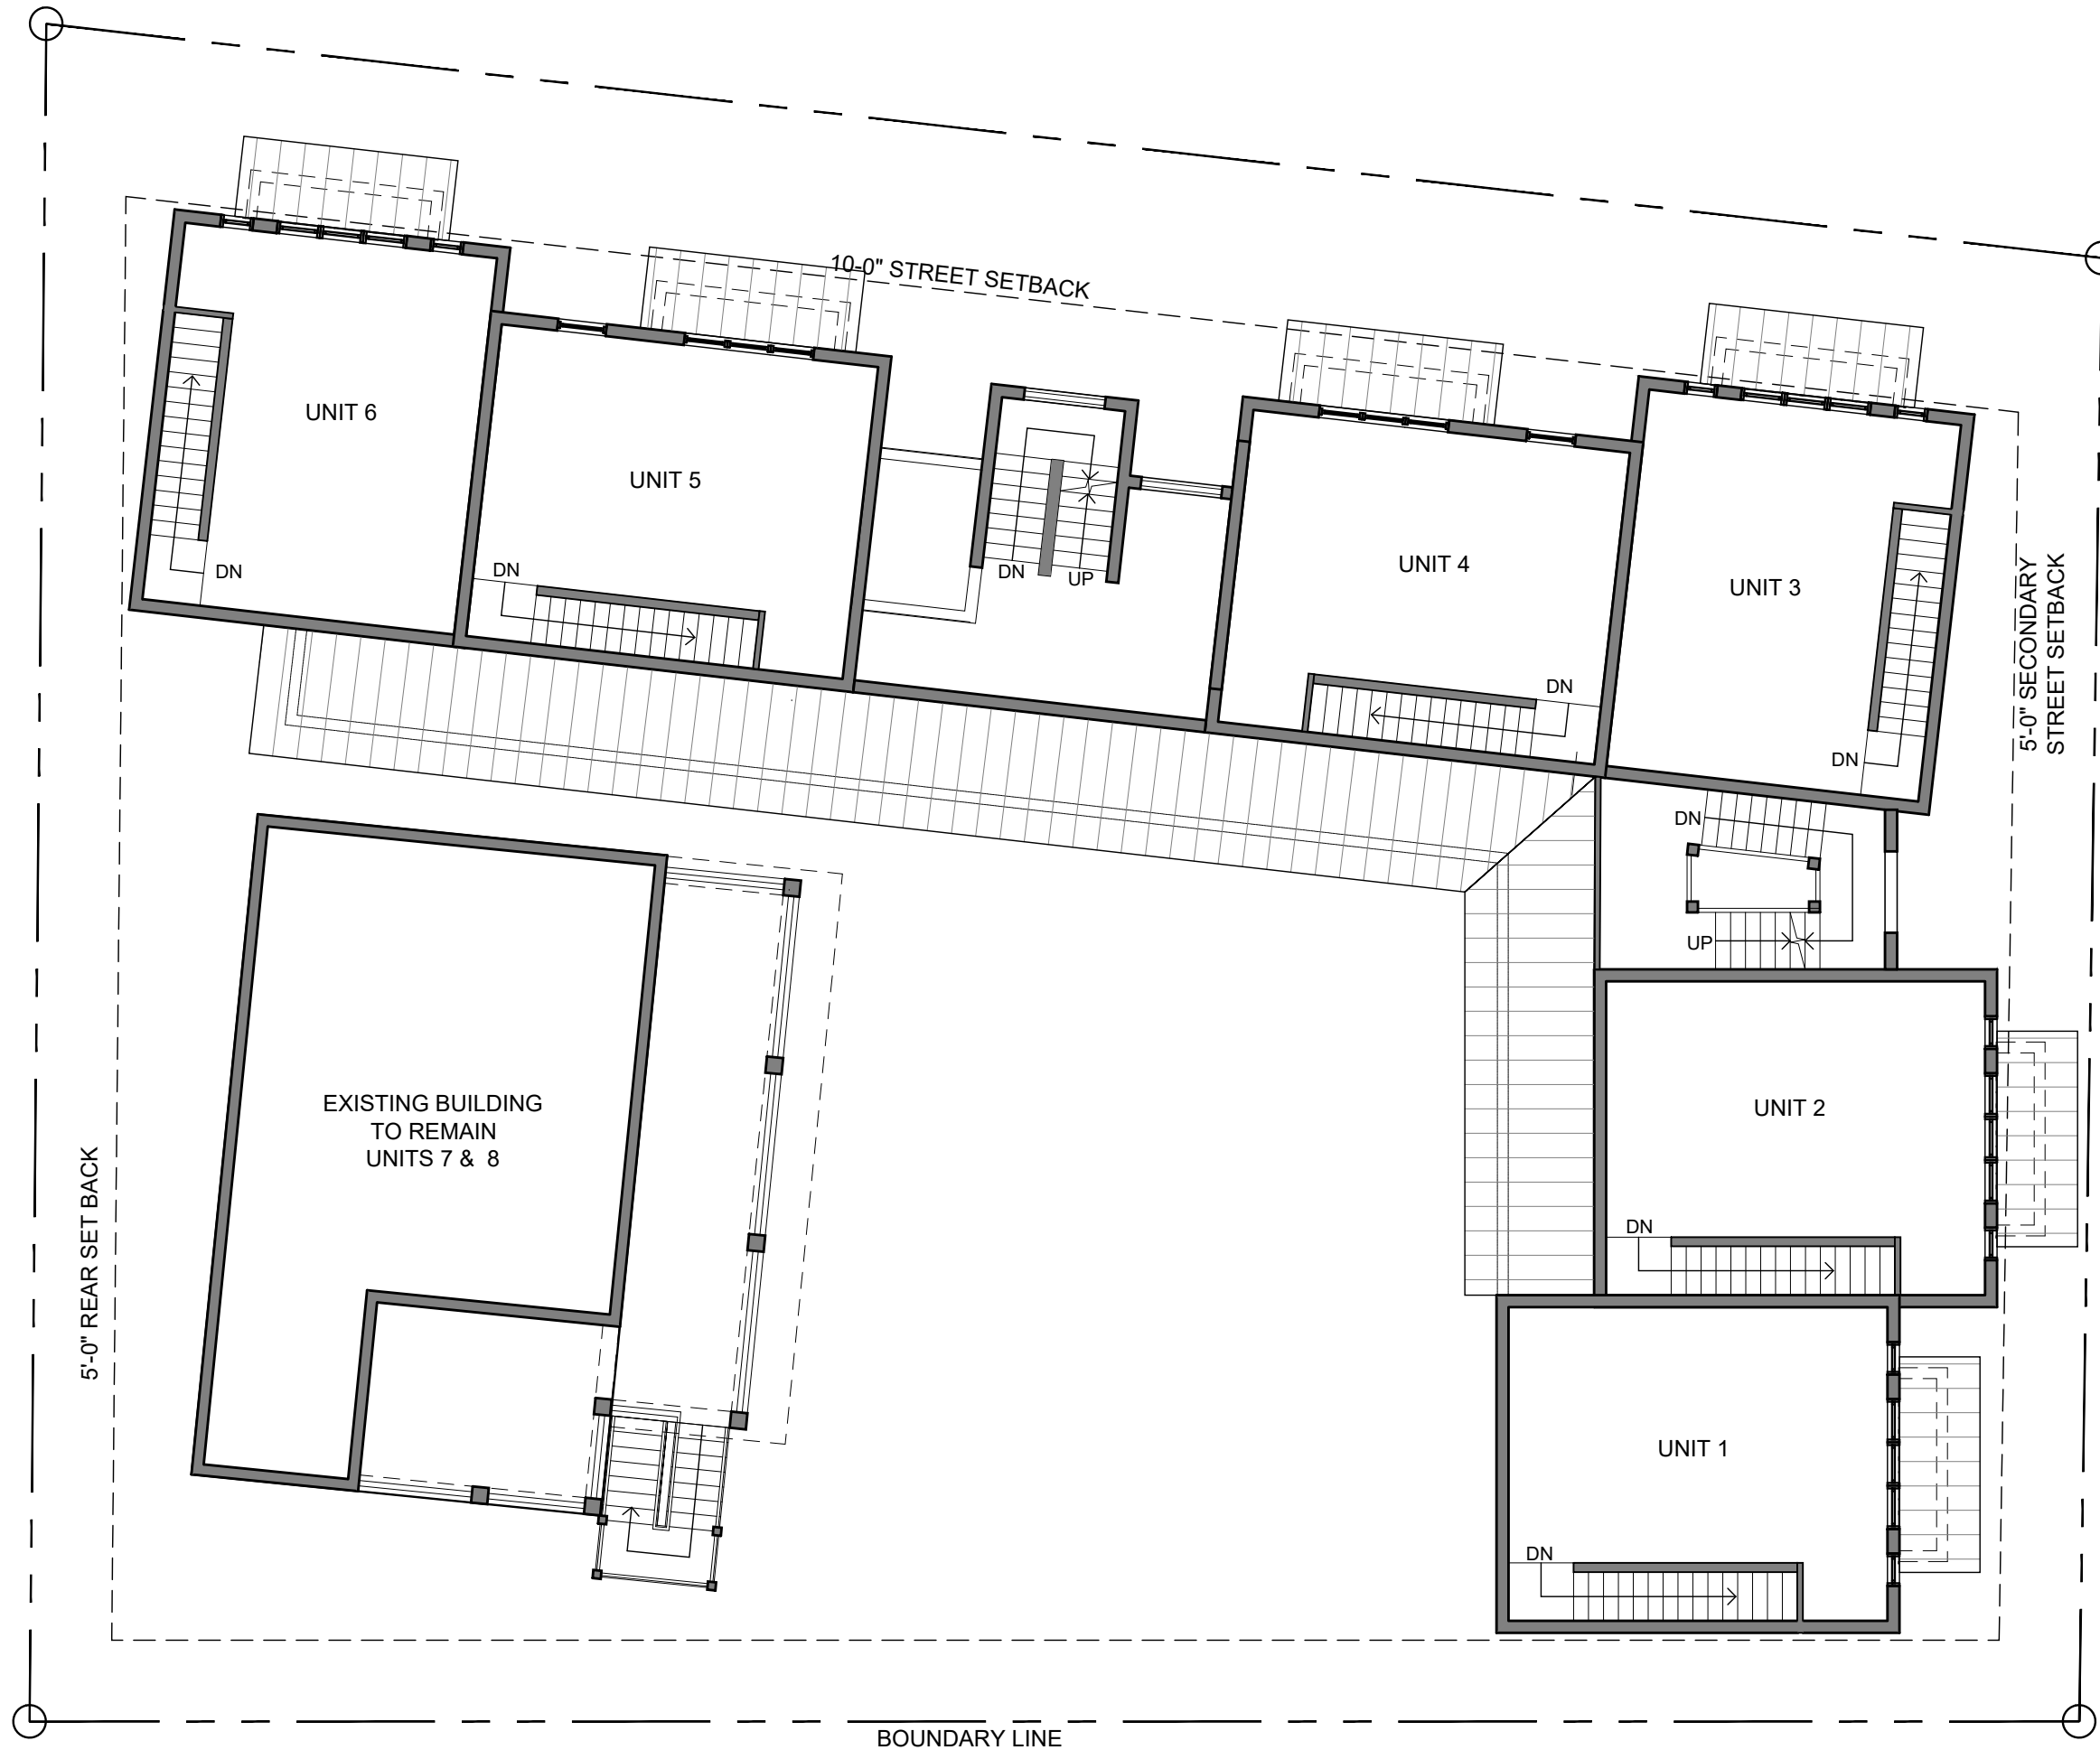 10-0" STREET SETBACK
UNIT 6
UNIT 5
UNIT 4
UNIT 3
DN
DN
DN
UP
DN
DN
5'-0" SECONDARY
STREET SETBACK
DN
UP
EXISTING BUILDING
TO REMAIN
UNITS 7 & 8
UNIT 2
DN
5'-0" REAR SET BACK
UNIT 1
DN
BOUNDARY LINE